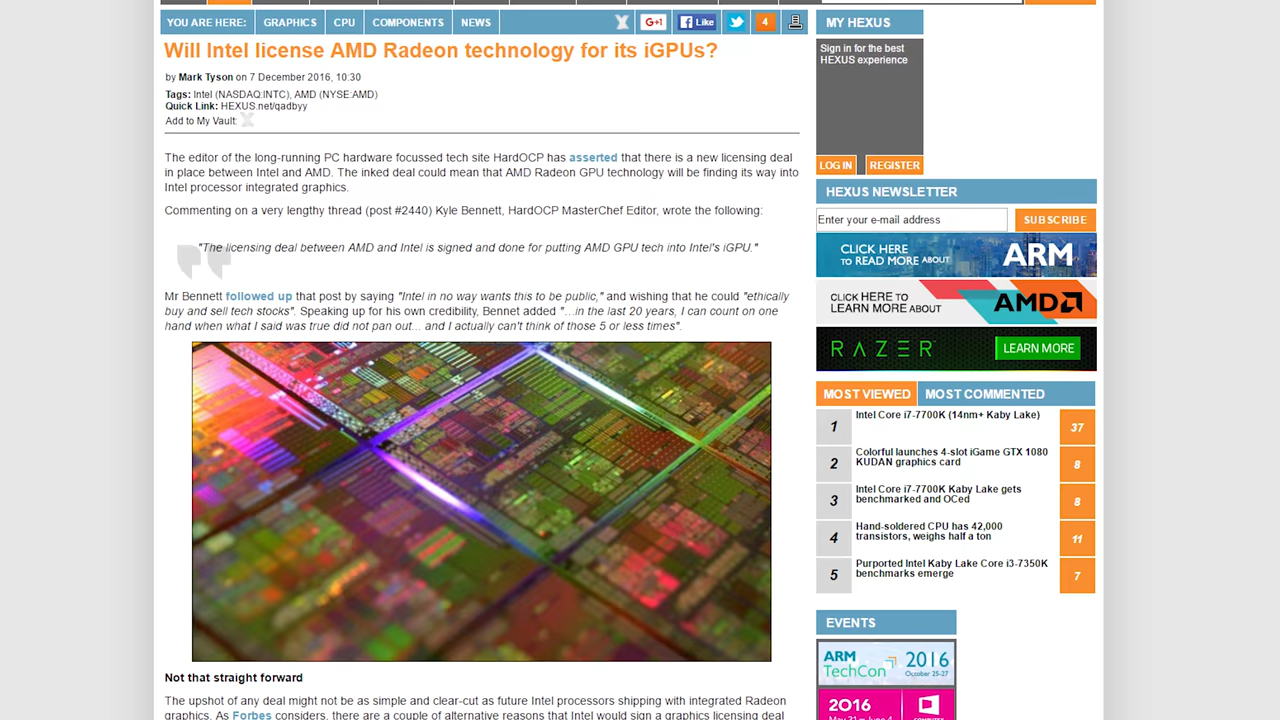 YOU ARE HERE: GRAPHICS CPU COMPONENTS NEWS
G+1 Like 4
Will Intel license AMD Radeon technology for its iGPUs?
by Mark Tyson on 7 December 2016, 10:30
Tags: Intel (NASDAQ:INTC), AMD (NYSE:AMD)
Quick Link: HEXUS.net/qadbyy
Add to My Vault:
The editor of the long-running PC hardware focussed tech site HardOCP has asserted that there is a new licensing deal
in place between Intel and AMD. The inked deal could mean that AMD Radeon GPU technology will be finding its way into
Intel processor integrated graphics.
Commenting on a very lengthy thread (post #2440) Kyle Bennett, HardOCP MasterChef Editor, wrote the following:
"The licensing deal between AMD and Intel is signed and done for putting AMD GPU tech into Intel's iGPU."
Mr Bennett followed up that post by saying "Intel in no way wants this to be public," and wishing that he could "ethically
buy and sell tech stocks". Speaking up for his own credibility, Bennet added "…in the last 20 years, I can count on one
hand when what I said was true did not pan out... and I actually can't think of those 5 or less times".
Not that straight forward
The upshot of any deal might not be as simple and clear-cut as future Intel processors shipping with integrated Radeon
graphics. As Forbes considers, there are a couple of alternative reasons that Intel would sign a graphics licensing deal
MY HEXUS
Sign in for the best
HEXUS experience
LOG IN REGISTER
HEXUS NEWSLETTER
Enter your e-mail address SUBSCRIBE
CLICK HERE
TO READ MORE ABOUT ARM
CLICK HERE TO
LEARN MORE ABOUT AMD
RAZER LEARN MORE
MOST VIEWED MOST COMMENTED
1 Intel Core i7-7700K (14nm+ Kaby Lake) 37
2 Colorful launches 4-slot iGame GTX 1080
KUDAN graphics card 8
3 Intel Core i7-7700K Kaby Lake gets
benchmarked and OCed 8
4 Hand-soldered CPU has 42,000
transistors, weighs half a ton 11
5 Purported Intel Kaby Lake Core i3-7350K
benchmarks emerge 7
EVENTS
ARM
TechCon 2016
October 25-27
2016